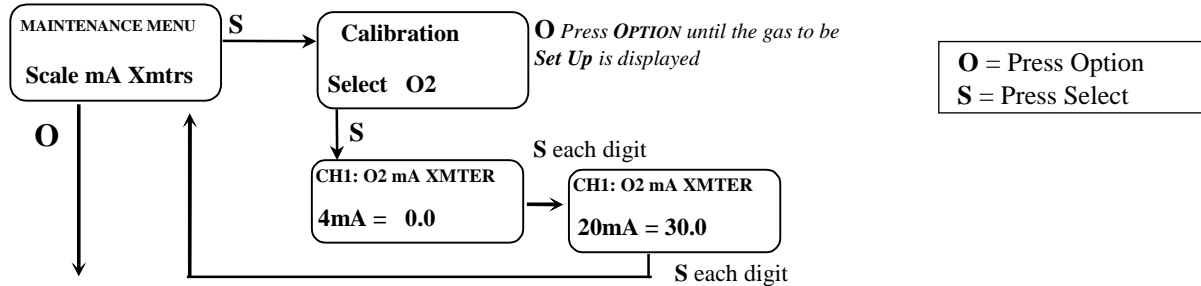 MAINTENANCE MENU
Scale mA Xmtrs
S
Calibration
Select O2
O Press OPTION until the gas to be
Set Up is displayed
O = Press Option
S = Press Select
O
S
S each digit
CH1: O2 mA XMTER
4mA = 0.0
CH1: O2 mA XMTER
20mA = 30.0
S each digit